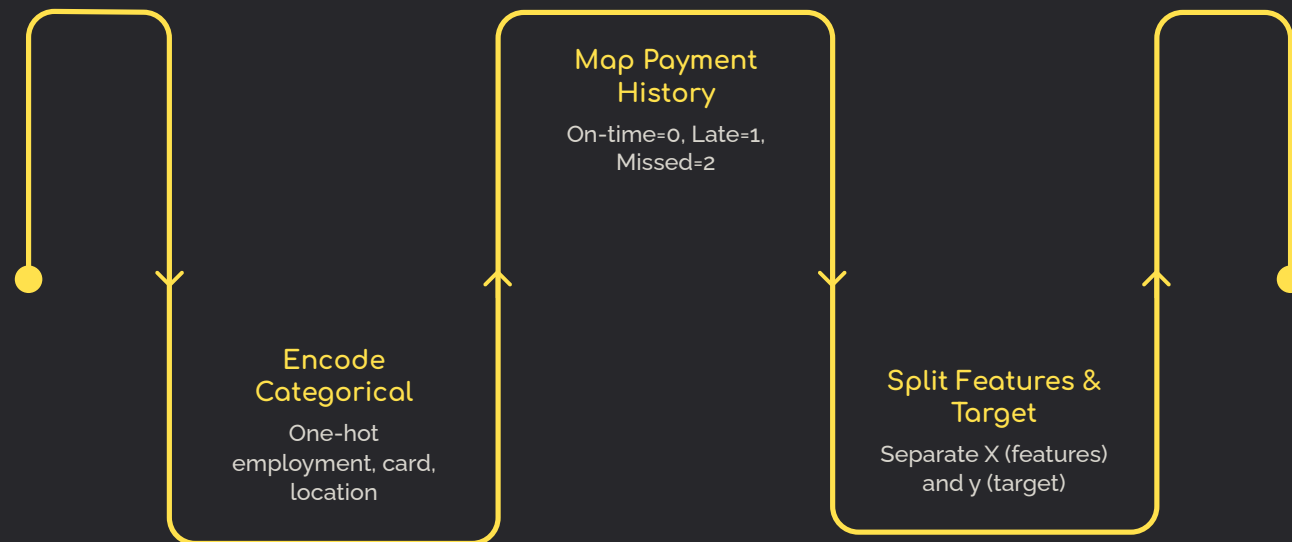 Encode
Categorical
One-hot
employment, card,
location
Map Payment
History
On-time=0, Late=1,
Missed=2
Split Features &
Target
Separate X (features)
and y (target)